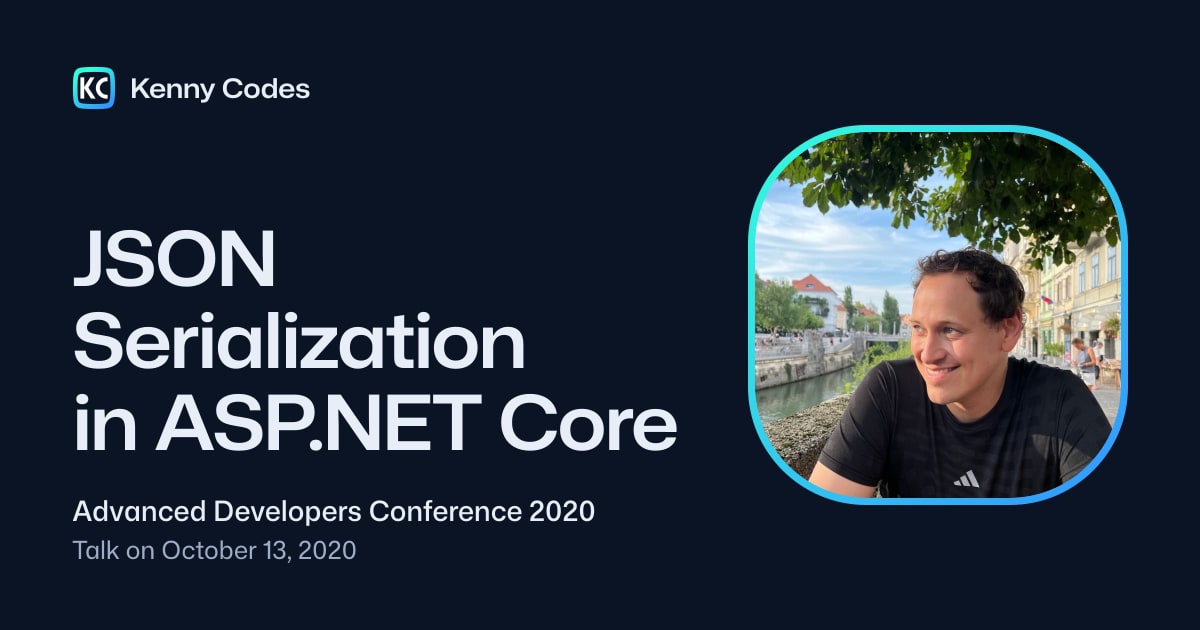 KC Kenny Codes
JSON
Serialization
in ASP.NET Core
Advanced Developers Conference 2020
Talk on October 13, 2020